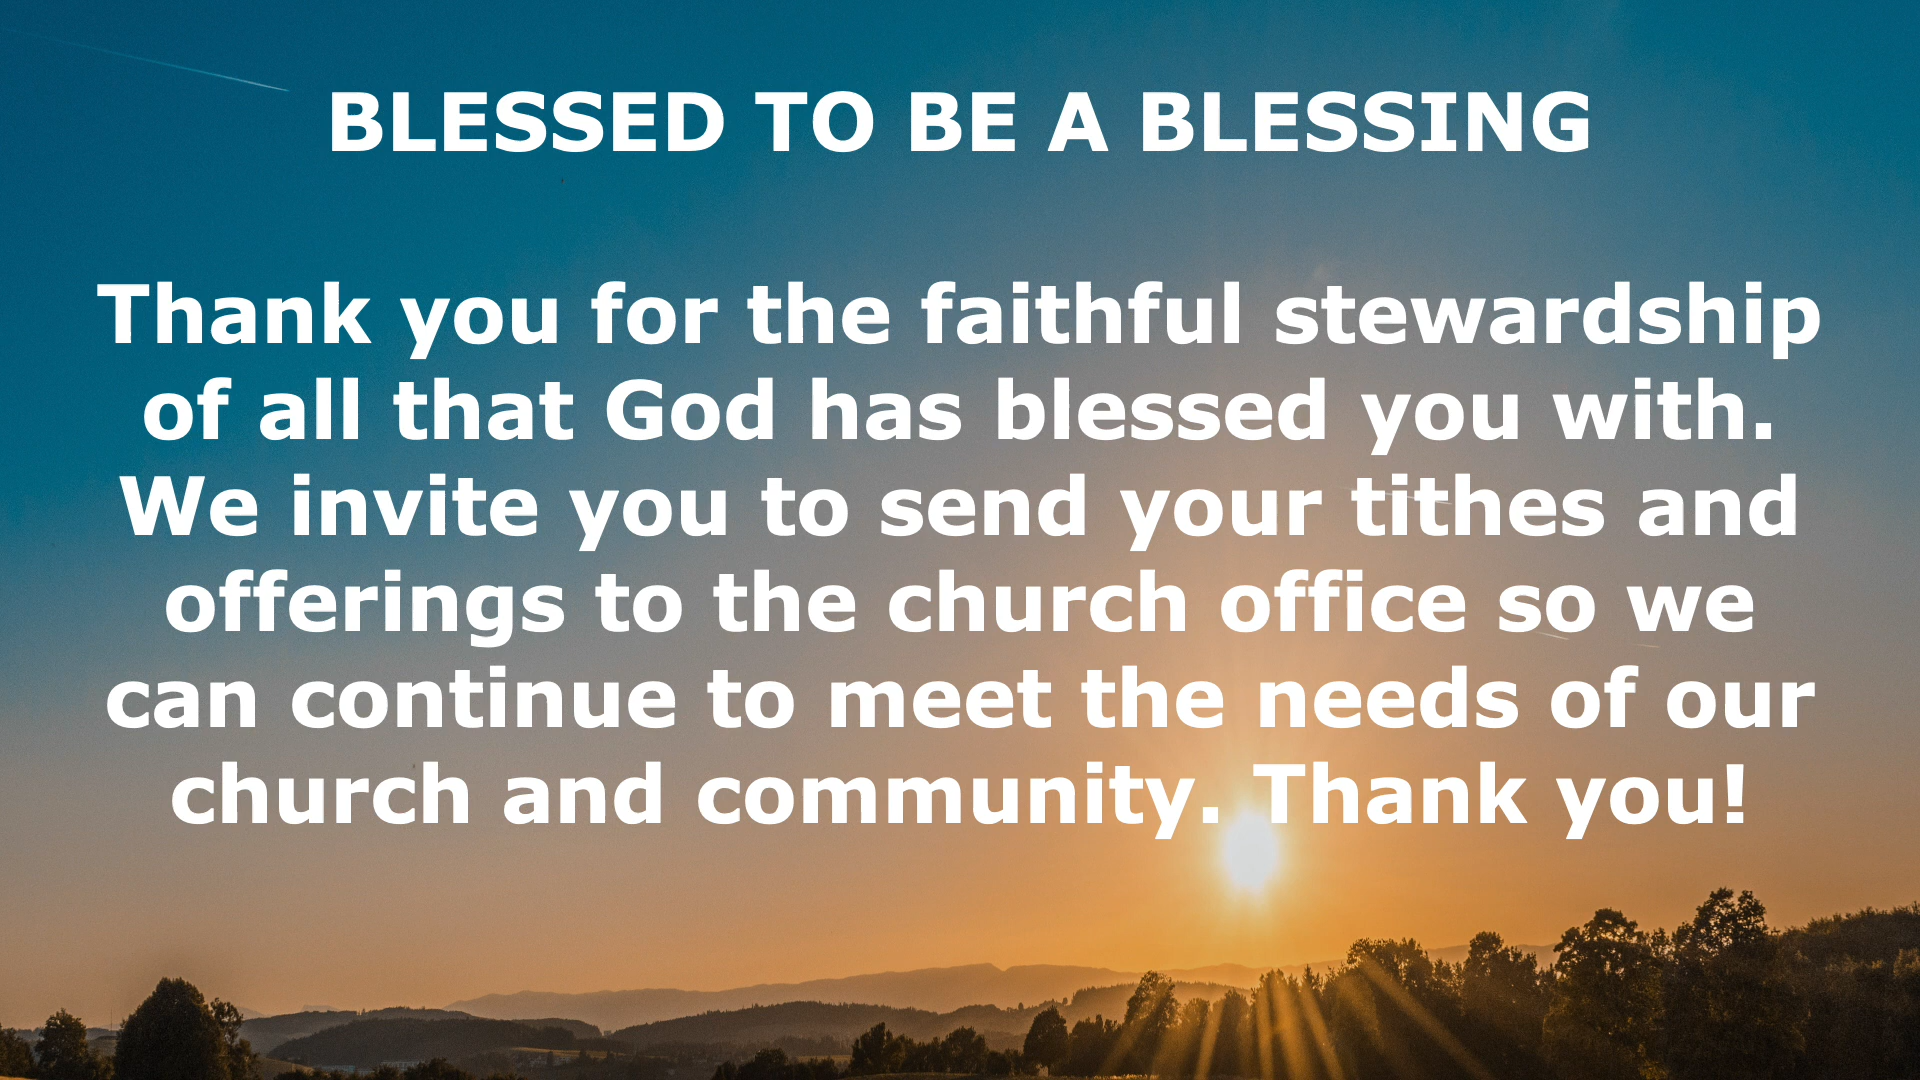 BLESSED TO BE A BLESSING
Thank you for the faithful stewardship
of all that God has blessed you with.
We invite you to send your tithes and
offerings to the church office so we
can continue to meet the needs of our
church and community. Thank you!